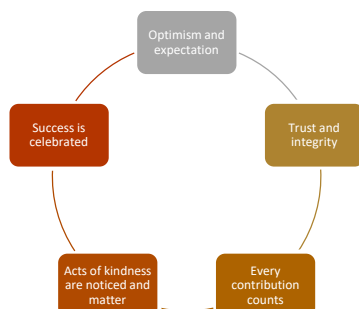 Optimism and
expectation
Trust and
integrity
Every
contribution
counts
Acts of kindness
are noticed and
matter
Success is
celebrated